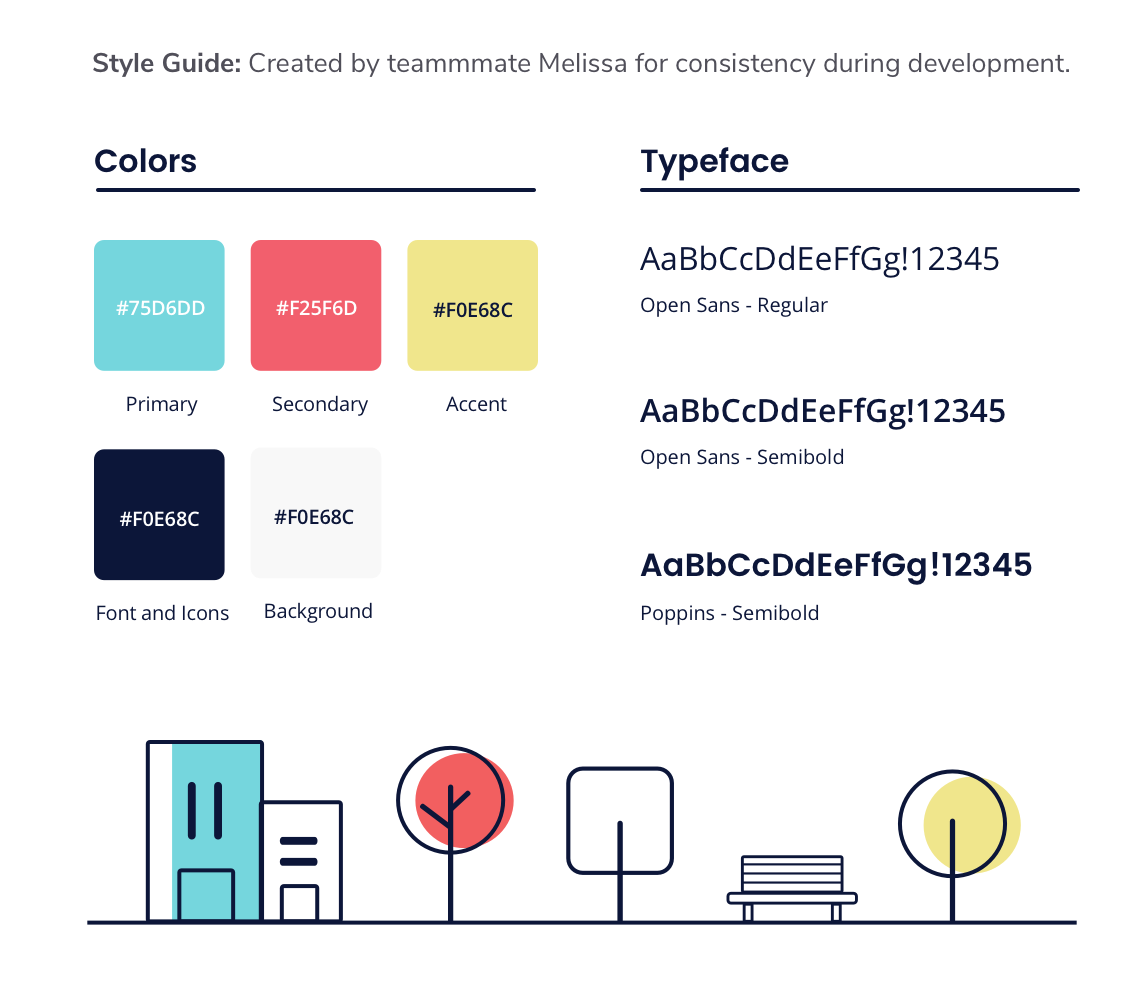 Style Guide: Created by teammmate Melissa for consistency during development.
Colors
#75D6DD
#F25F6D
#F0E68C
Primary
Secondary
Accent
#F0E68C
#F0E68C
Font and Icons
Background
Typeface
AaBbCcDdEeFfGg!12345
Open Sans - Regular
AaBbCcDdEeFfGg!12345
Open Sans - Semibold
AaBbCcDdEeFfGg!12345
Poppins - Semibold